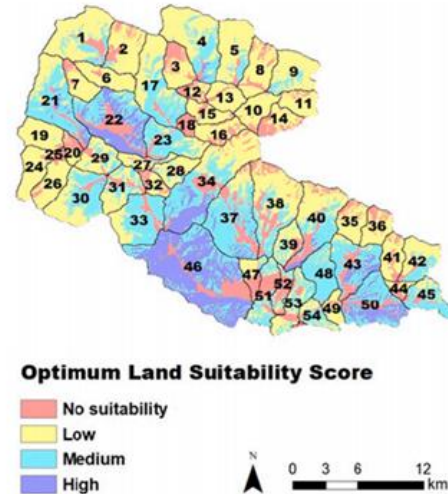 1 2 3 4 5 8 9
7 6 17 12 13 10 11
21 22 15 14
18 16
19 23
25 20 29 27 28
24 26 31 32 34
30 33 37 38 40 35 36
39 41 42
46 47 52 48 43
51 53 44 45
54 49 50
Optimum Land Suitability Score
No suitability
Low
Medium
High
N
0 3 6 12
km